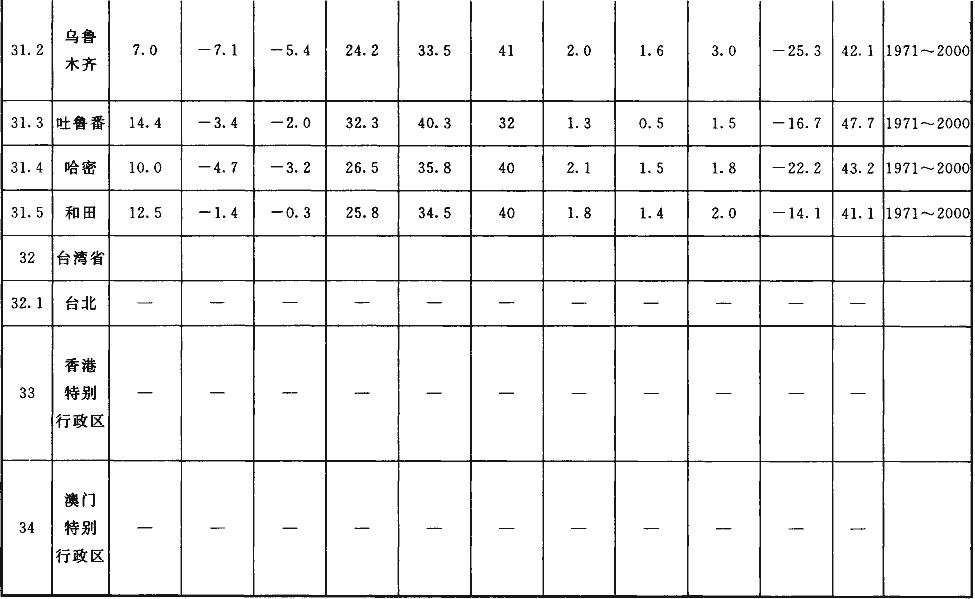 31.2 乌鲁木齐 7.0 －7.1 －5.4 24.2 33.5 41 2.0 1.6 3.0 －25.3 42.1 1971～2000
31.3 吐鲁番 14.4 －3.4 －2.0 32.3 40.3 32 1.3 0.5 1.5 －16.7 47.7 1971～2000
31.4 哈密 10.0 －4.7 －3.2 26.5 35.8 40 2.1 1.5 1.8 －22.2 43.2 1971～2000
31.5 和田 12.5 －1.4 －0.3 25.8 34.5 40 1.8 1.4 2.0 －14.1 41.1 1971～2000
32 台湾省
32.1 台北 — — — — — — — — — — —
33 香港特别行政区 — — — — — — — — — — —
34 澳门特别行政区 — — — — — — — — — — —